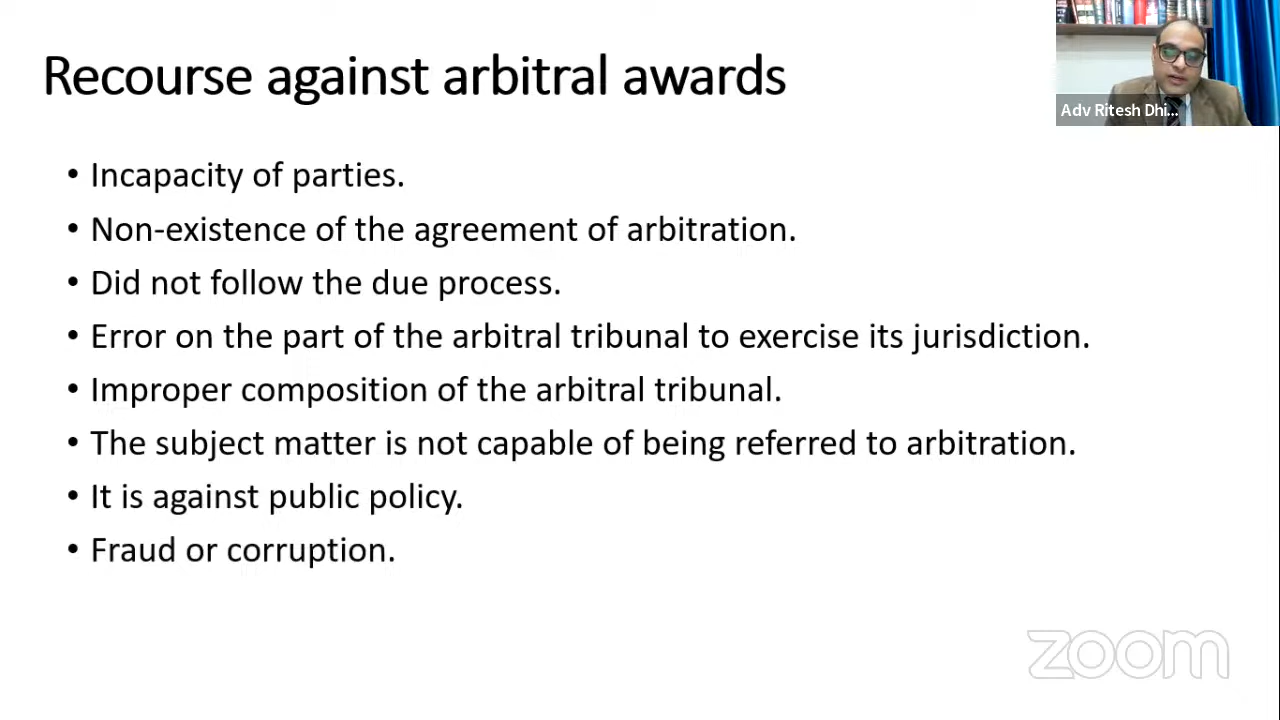 Recourse against arbitral awards
Adv Ritesh Dhi...
• Incapacity of parties.
• Non-existence of the agreement of arbitration.
• Did not follow the due process.
• Error on the part of the arbitral tribunal to exercise its jurisdiction.
• Improper composition of the arbitral tribunal.
• The subject matter is not capable of being referred to arbitration.
• It is against public policy.
• Fraud or corruption.
zoom